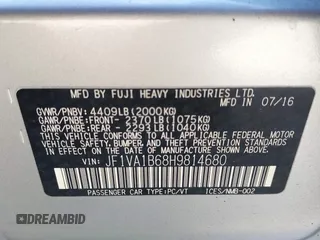 MFD BY FUJI HEAVY INDUSTRIES LTD.
MFD IN 07/16
GVWR/PNBV: 4409LB (2000KG)
GAWR/PNBE: FRONT- 2370LB (1075KG)
GAWR/PNBE: REAR - 2293LB (1040KG)
THIS VEHICLE CONFORMS TO ALL APPLICABLE FEDERAL MOTOR
VEHICLE SAFETY, BUMPER, AND THEFT PREVENTION STANDARDS
IN EFFECT ON THE DATE OF MANUFACTURE SHOWN ABOVE.
VIN: JF1VA1B68H9814680
PASSENGER CAR TYPE:PC/VT
ICES/NMB-002
DREAMBID